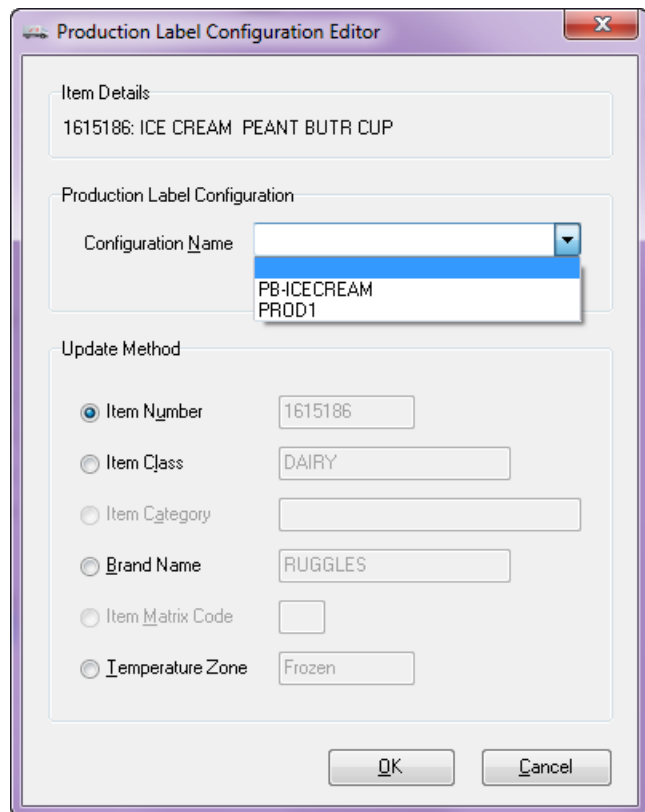 Production Label Configuration Editor
Item Details
1615186: ICE CREAM  PEANT BUTR CUP
Production Label Configuration
Configuration Name
PB-ICECREAM
PROD1
Update Method
Item Number 1615186
Item Class DAIRY
Item Category
Brand Name RUGGLES
Item Matrix Code
Temperature Zone Frozen
OK Cancel